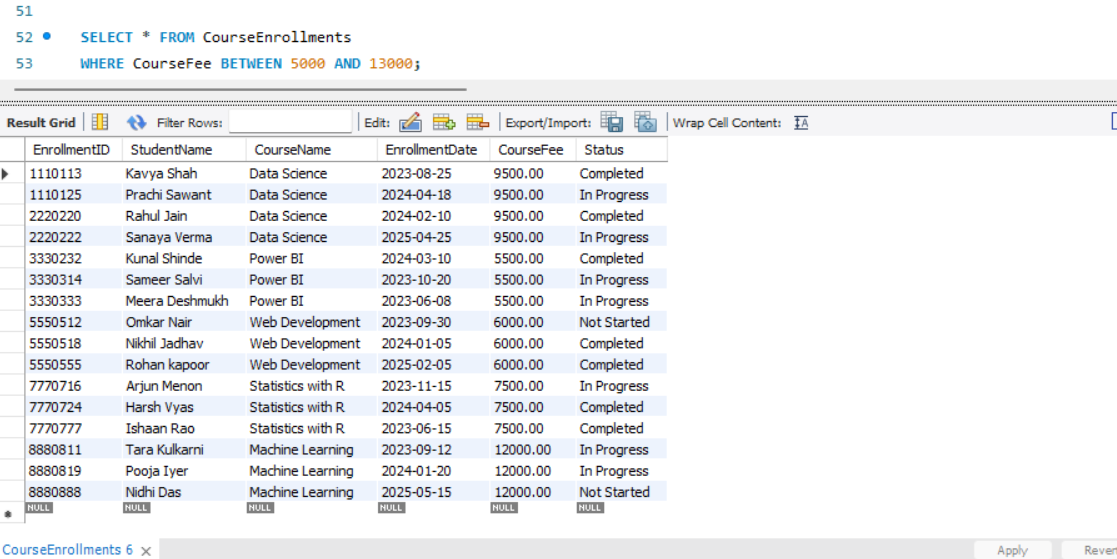 51
52 SELECT * FROM CourseEnrollments
53 WHERE CourseFee BETWEEN 5000 AND 13000;
Result Grid Filter Rows: Edit: Export/Import: Wrap Cell Content: IA
EnrollmentID StudentName CourseName EnrollmentDate CourseFee Status
1110113 Kavya Shah Data Science 2023-08-25 9500.00 Completed
1110125 Prachi Sawant Data Science 2024-04-18 9500.00 In Progress
2220220 Rahul Jain Data Science 2024-02-10 9500.00 Completed
2220222 Sanaya Verma Data Science 2025-04-25 9500.00 In Progress
3330232 Kunal Shinde Power BI 2024-03-10 5500.00 Completed
3330314 Sameer Salvi Power BI 2023-10-20 5500.00 In Progress
3330333 Meera Deshmukh Power BI 2023-06-08 5500.00 In Progress
5550512 Omkar Nair Web Development 2023-09-30 6000.00 Not Started
5550518 Nikhil Jadhav Web Development 2024-01-05 6000.00 Completed
5550555 Rohan kapoor Web Development 2025-02-05 6000.00 Completed
7770716 Arjun Menon Statistics with R 2023-11-15 7500.00 In Progress
7770724 Harsh Vyas Statistics with R 2024-04-05 7500.00 Completed
7770777 Ishaan Rao Statistics with R 2023-06-15 7500.00 Completed
8880811 Tara Kulkarni Machine Learning 2023-09-12 12000.00 In Progress
8880819 Pooja Iyer Machine Learning 2024-01-20 12000.00 In Progress
8880888 Nidhi Das Machine Learning 2025-05-15 12000.00 Not Started
NULL NULL NULL NULL NULL NULL
CourseEnrollments 6 Apply Rever